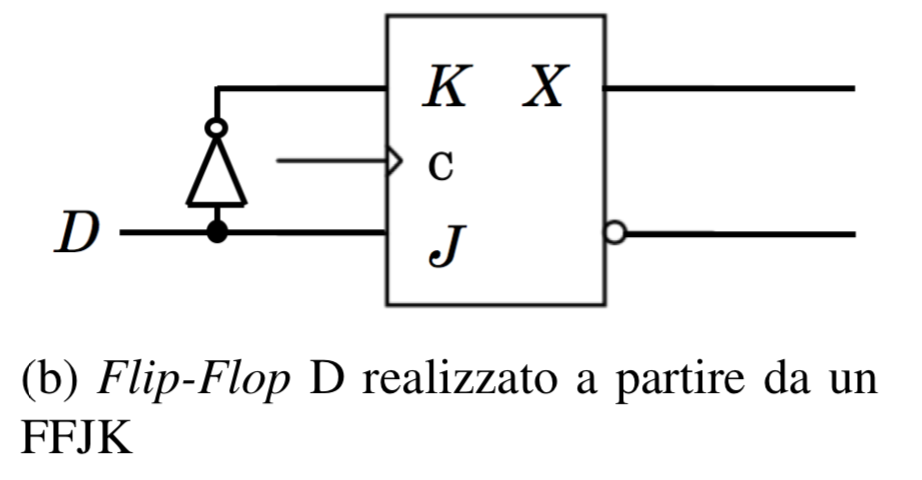 K X
C
D J
(b) Flip-Flop D realizzato a partire da un
FFJK